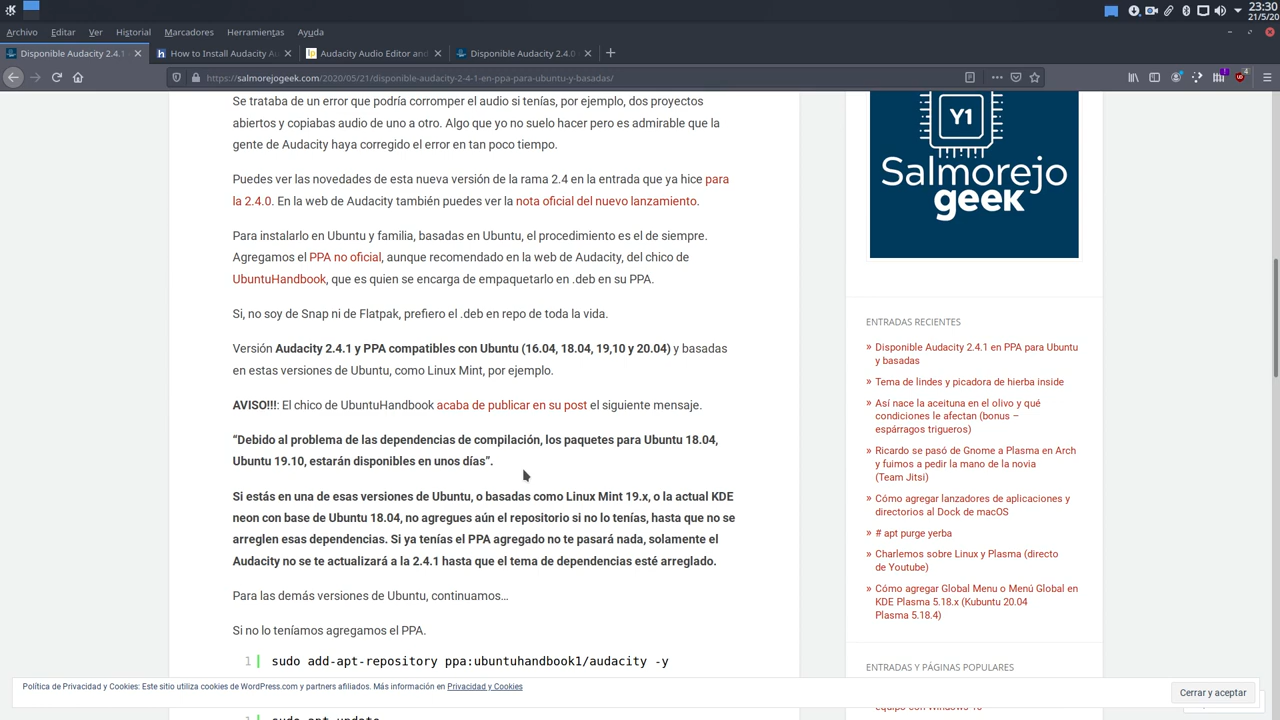 23:30
21/5/20
Archivo Editar Ver Historial Marcadores Herramientas Ayuda
Disponible Audacity 2.4.1
How to Install Audacity
Audacity Audio Editor and
Disponible Audacity 2.4.0
https://salmorejogeek.com/2020/05/21/disponible-audacity-2-4-1-en-ppa-para-ubuntu-y-basadas/
Se trataba de un error que podría corromper el audio si tenías, por ejemplo, dos proyectos
abiertos y copiabas audio de uno a otro. Algo que yo no suelo hacer pero es admirable que la
gente de Audacity haya corregido el error en tan poco tiempo.
Puedes ver las novedades de esta nueva versión de la rama 2.4 en la entrada que ya hice para
la 2.4.0. En la web de Audacity también puedes ver la nota oficial del nuevo lanzamiento.
Para instalarlo en Ubuntu y familia, basadas en Ubuntu, el procedimiento es el de siempre.
Agregamos el PPA no oficial, aunque recomendado en la web de Audacity, del chico de
UbuntuHandbook, que es quien se encarga de empaquetarlo en .deb en su PPA.
Si, no soy de Snap ni de Flatpak, prefiero el .deb en repo de toda la vida.
Versión Audacity 2.4.1 y PPA compatibles con Ubuntu (16.04, 18.04, 19,10 y 20.04) y basadas
en estas versiones de Ubuntu, como Linux Mint, por ejemplo.
AVISO!!!: El chico de UbuntuHandbook acaba de publicar en su post el siguiente mensaje.
“Debido al problema de las dependencias de compilación, los paquetes para Ubuntu 18.04,
Ubuntu 19.10, estarán disponibles en unos días”.
Si estás en una de esas versiones de Ubuntu, o basadas como Linux Mint 19.x, o la actual KDE
neon con base de Ubuntu 18.04, no agregues aún el repositorio si no lo tenías, hasta que no se
arreglen esas dependencias. Si ya tenías el PPA agregado no te pasará nada, solamente el
Audacity no se te actualizará a la 2.4.1 hasta que el tema de dependencias esté arreglado.
Para las demás versiones de Ubuntu, continuamos…
Si no lo teníamos agregamos el PPA.
1 sudo add-apt-repository ppa:ubuntuhandbook1/audacity -y
sudo apt update
Y1
Salmorejo
geek
ENTRADAS RECIENTES
» Disponible Audacity 2.4.1 en PPA para Ubuntu
y basadas
» Tema de lindes y picadora de hierba inside
» Así nace la aceituna en el olivo y qué
condiciones le afectan (bonus –
espárragos trigueros)
» Ricardo se pasó de Gnome a Plasma en Arch
y fuimos a pedir la mano de la novia
(Team Jitsi)
» Cómo agregar lanzadores de aplicaciones y
directorios al Dock de macOS
» # apt purge yerba
» Charlemos sobre Linux y Plasma (directo
de Youtube)
» Cómo agregar Global Menu o Menú Global en
KDE Plasma 5.18.x (Kubuntu 20.04
Plasma 5.18.4)
ENTRADAS Y PÁGINAS POPULARES
equipo con Windows 10
Política de Privacidad y Cookies: Este sitio utiliza cookies de WordPress.com y partners afiliados. Más información en Privacidad y Cookies
Cerrar y aceptar